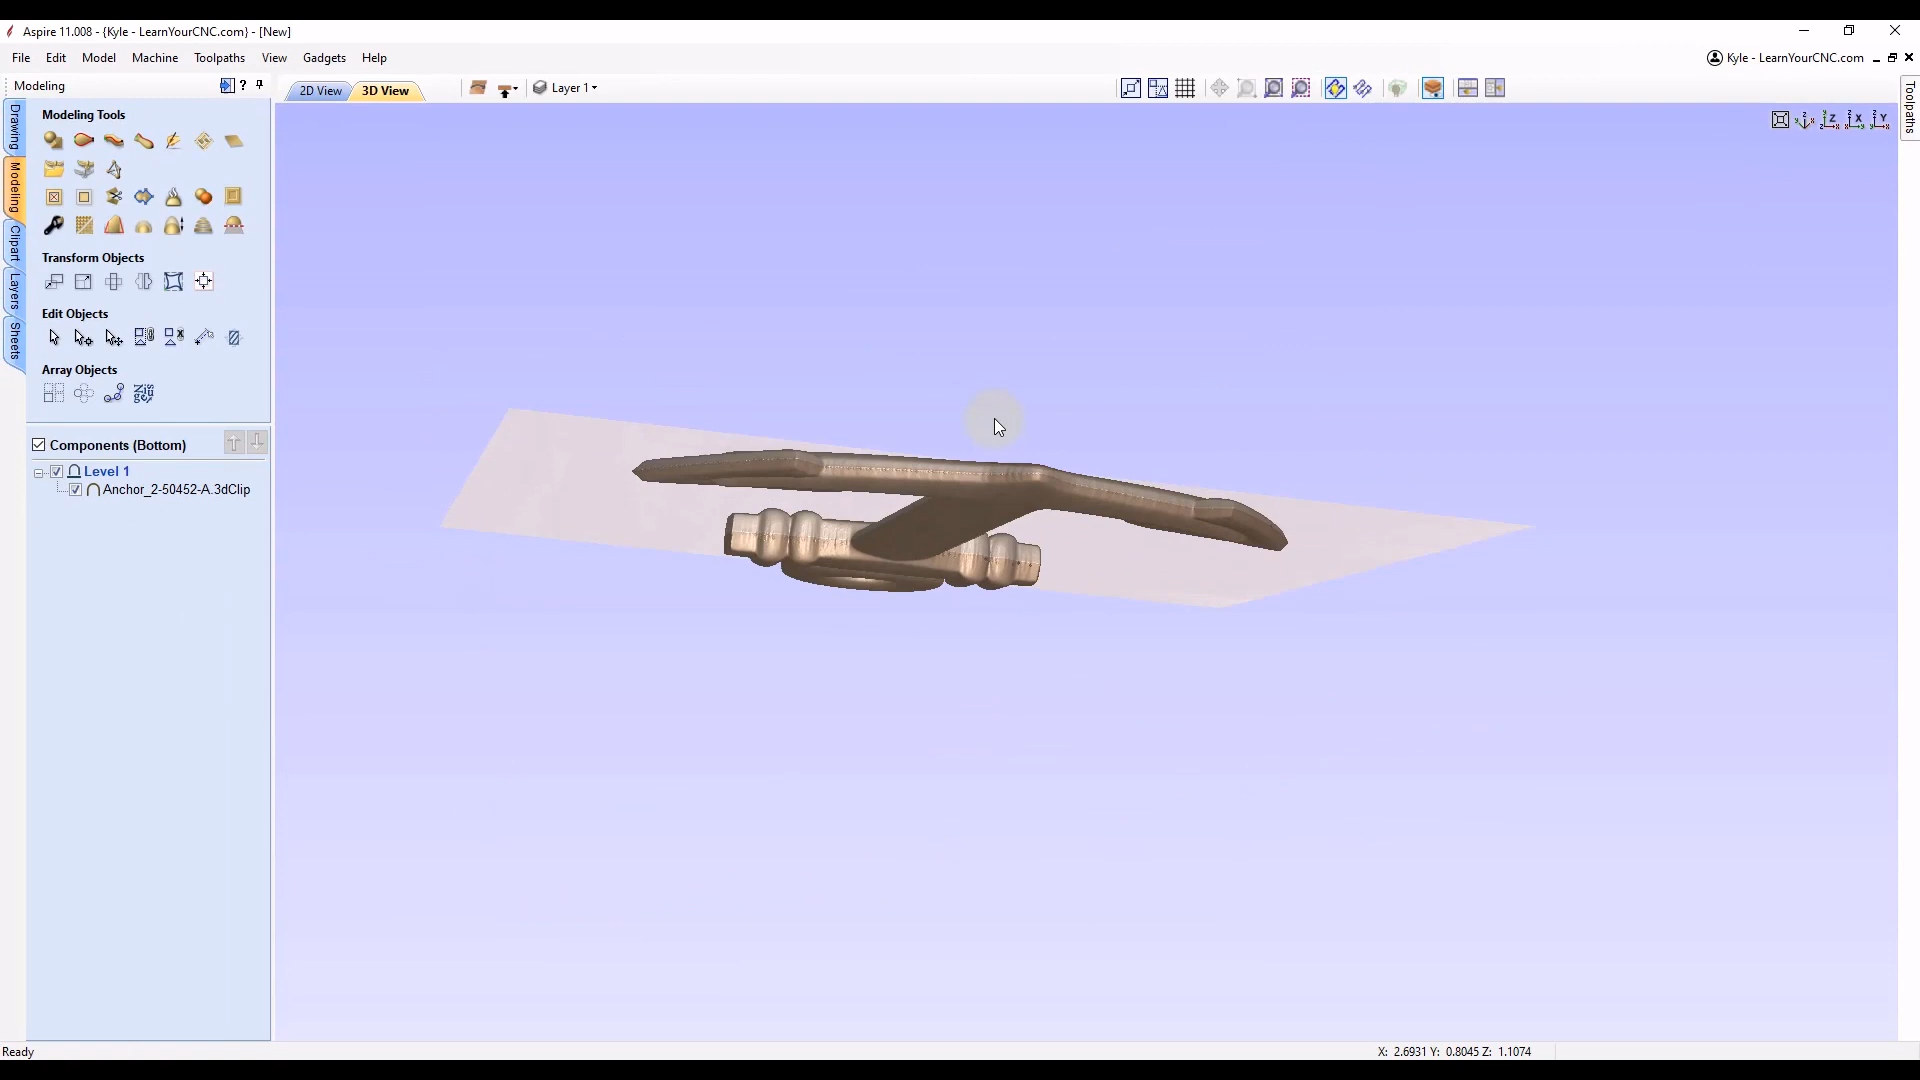 Aspire 11.008 - {Kyle - LearnYourCNC.com} - [New]
File Edit Model Machine Toolpaths View Gadgets Help
Kyle - LearnYourCNC.com
Modeling
2D View
3D View
Layer 1
Toolpaths
Drawing
Modeling
Clipart
Layers
Sheets
Modeling Tools
Transform Objects
Edit Objects
Array Objects
Components (Bottom)
Level 1
Anchor_2-50452-A.3dClip
Ready
X: 2.6931 Y: 0.8045 Z: 1.1074